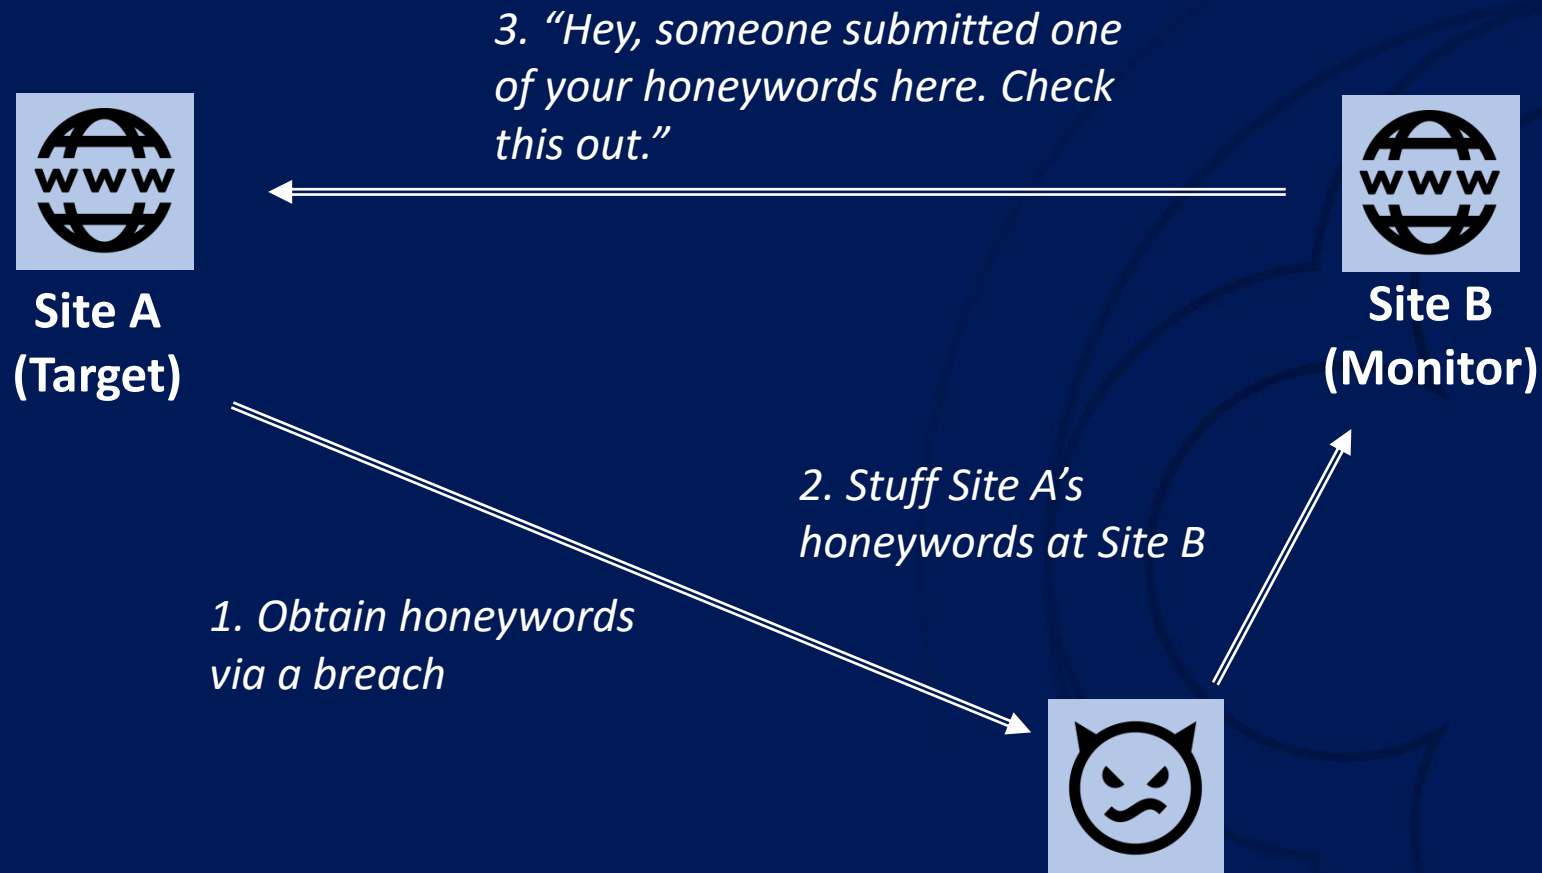 3. “Hey, someone submitted one
of your honeywords here. Check
this out.”
WWW
WWW
Site A
(Target)
Site B
(Monitor)
2. Stuff Site A’s
honeywords at Site B
1. Obtain honeywords
via a breach